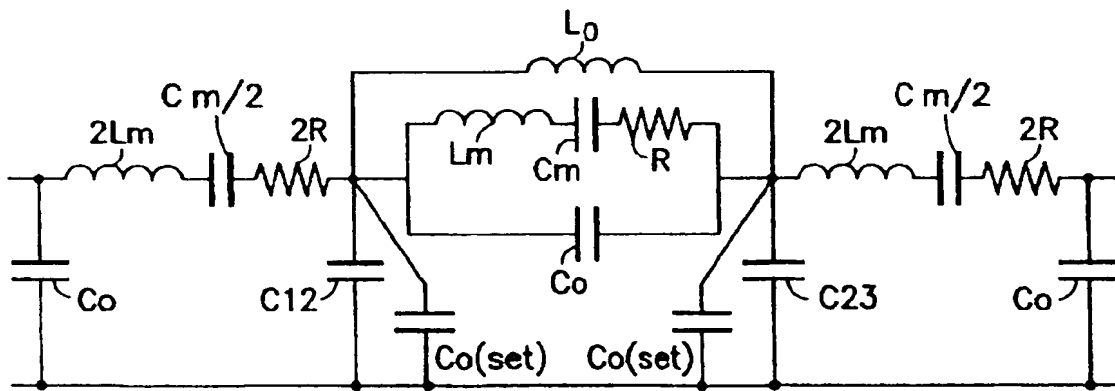 L0
Cm/2
Cm/2
2Lm
2R
Lm
Cm
R
2Lm
2R
Co
C12
Co
C23
Co
Co(set)
Co(set)